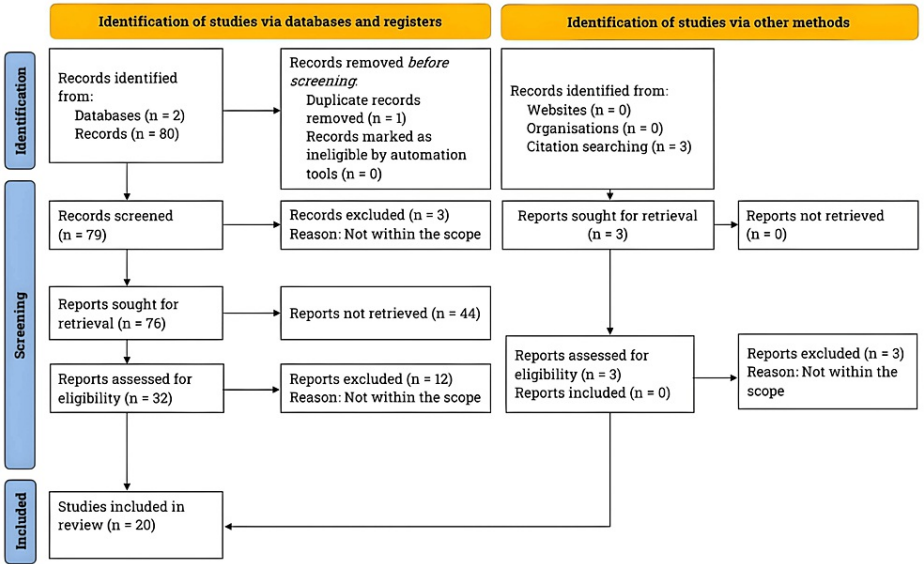 Identification of studies via databases and registers
Identification of studies via other methods
Identification
Records identified
from:
Databases (n = 2)
Records (n = 80)
Records removed before
screening:
Duplicate records
removed (n = 1)
Records marked as
ineligible by automation
tools (n = 0)
Records identified from:
Websites (n = 0)
Organisations (n = 0)
Citation searching (n = 3)
Screening
Records screened
(n = 79)
Records excluded (n = 3)
Reason: Not within the scope
Reports sought for retrieval
(n = 3)
Reports not retrieved
(n = 0)
Reports sought for
retrieval (n = 76)
Reports not retrieved (n = 44)
Reports assessed for
eligibility (n = 32)
Reports excluded (n = 12)
Reason: Not within the scope
Reports assessed for
eligibility (n = 3)
Reports included (n = 0)
Reports excluded (n = 3)
Reason: Not within the
scope
Included
Studies included in
review (n = 20)